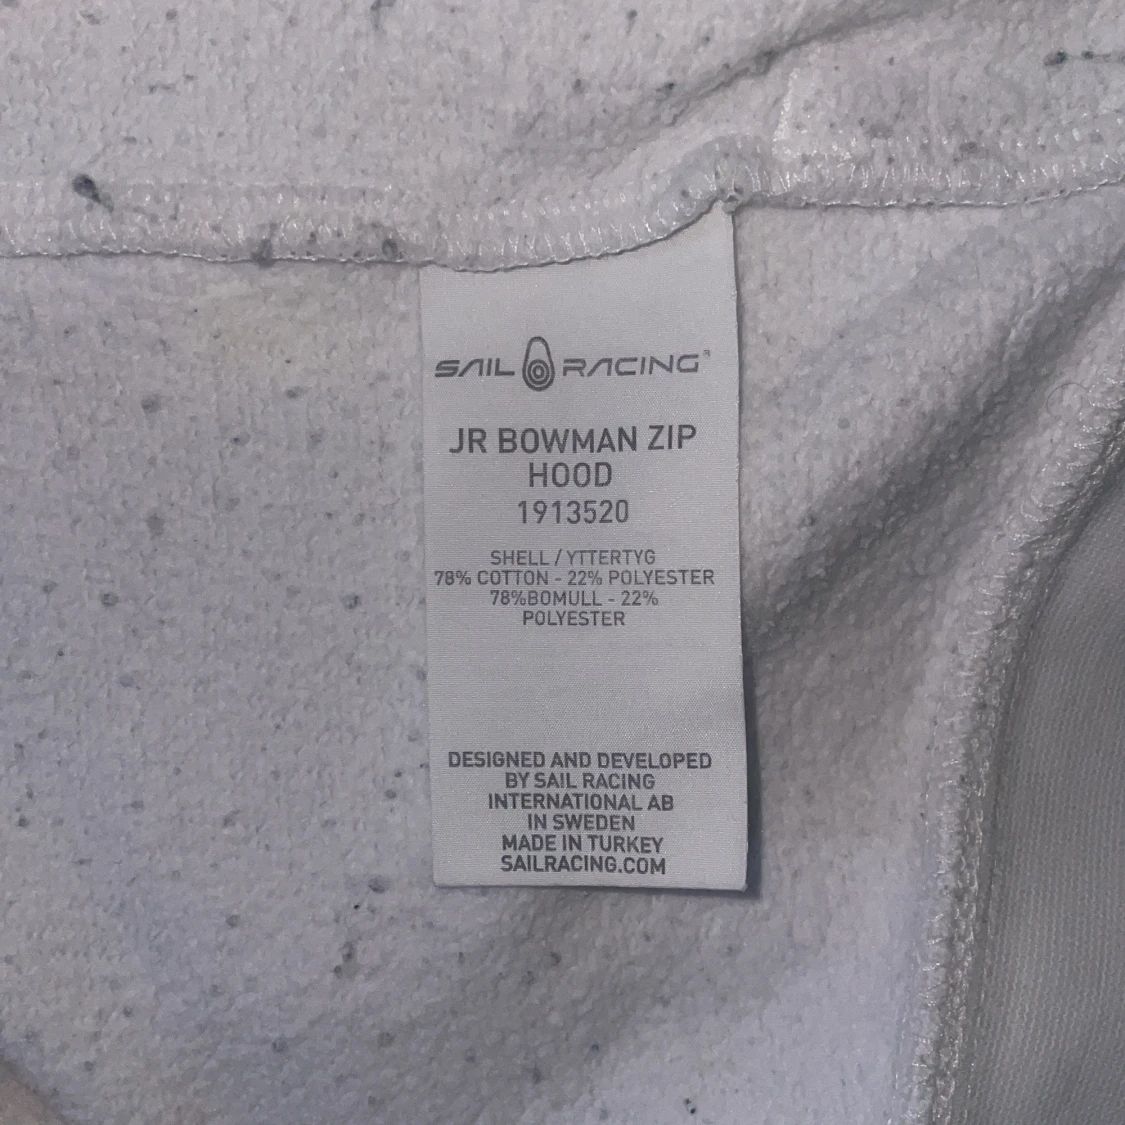 SAIL RACING®
JR BOWMAN ZIP
HOOD
1913520
SHELL / YTTERTYG
78% COTTON - 22% POLYESTER
78%BOMULL - 22%
POLYESTER
DESIGNED AND DEVELOPED
BY SAIL RACING
INTERNATIONAL AB
IN SWEDEN
MADE IN TURKEY
SAILRACING.COM